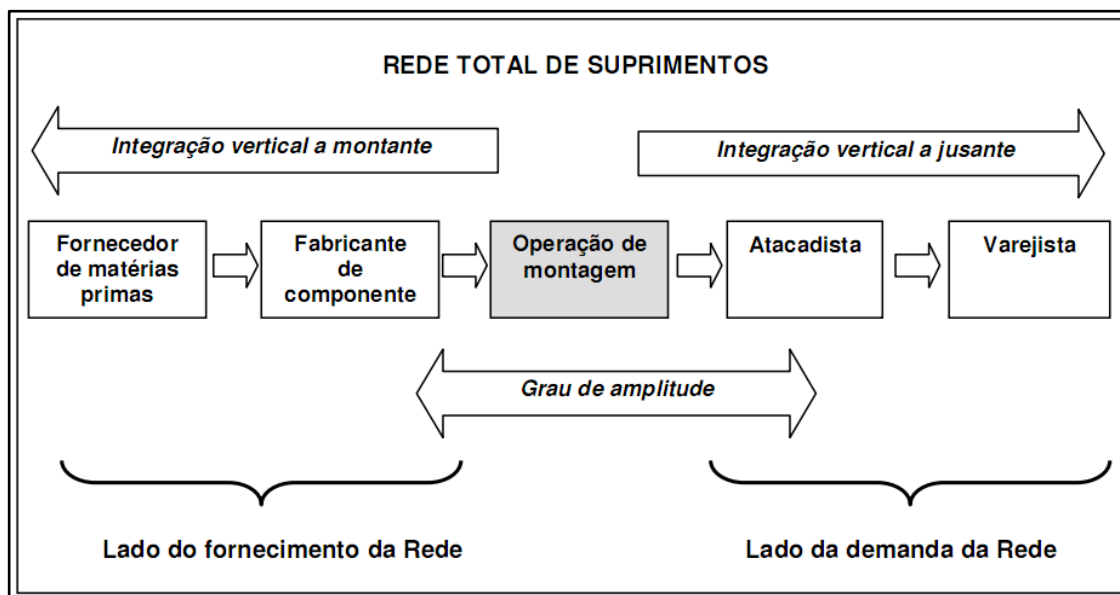 REDE TOTAL DE SUPRIMENTOS
Integração vertical a montante
Integração vertical a jusante
Fornecedor
de matérias
primas
Fabricante
de
componente
Operação de
montagem
Atacadista
Varejista
Grau de amplitude
Lado do fornecimento da Rede
Lado da demanda da Rede